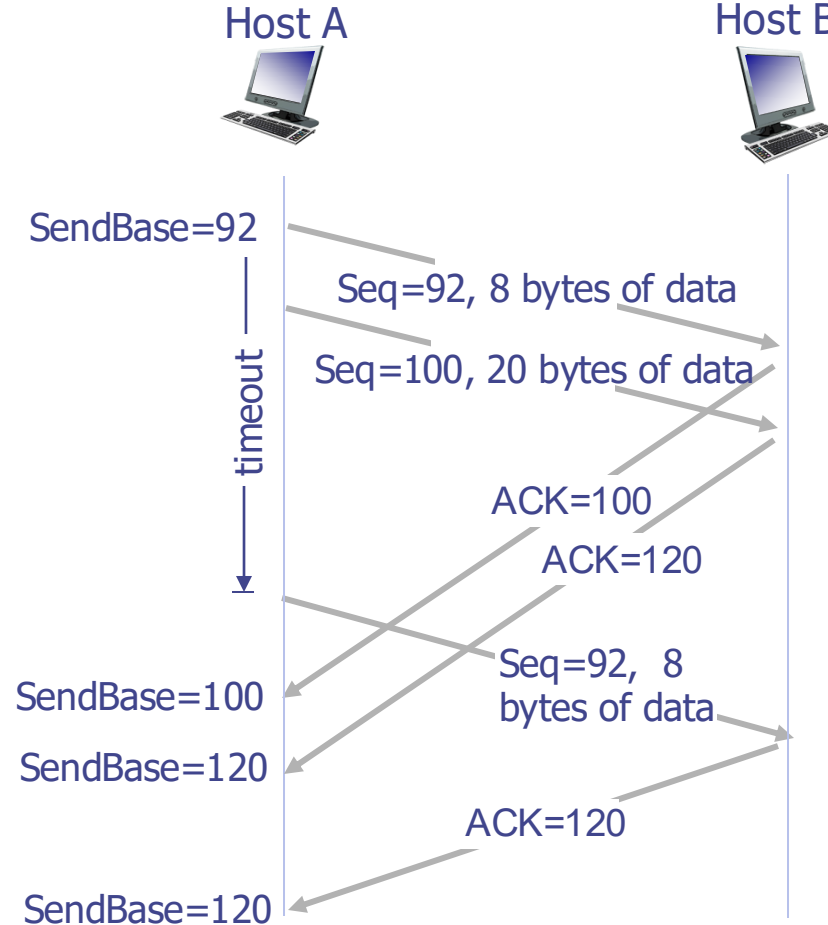 Host A
Host B
SendBase=92
Seq=92, 8 bytes of data
Seq=100, 20 bytes of data
timeout
ACK=100
ACK=120
Seq=92, 8
bytes of data
SendBase=100
SendBase=120
ACK=120
SendBase=120